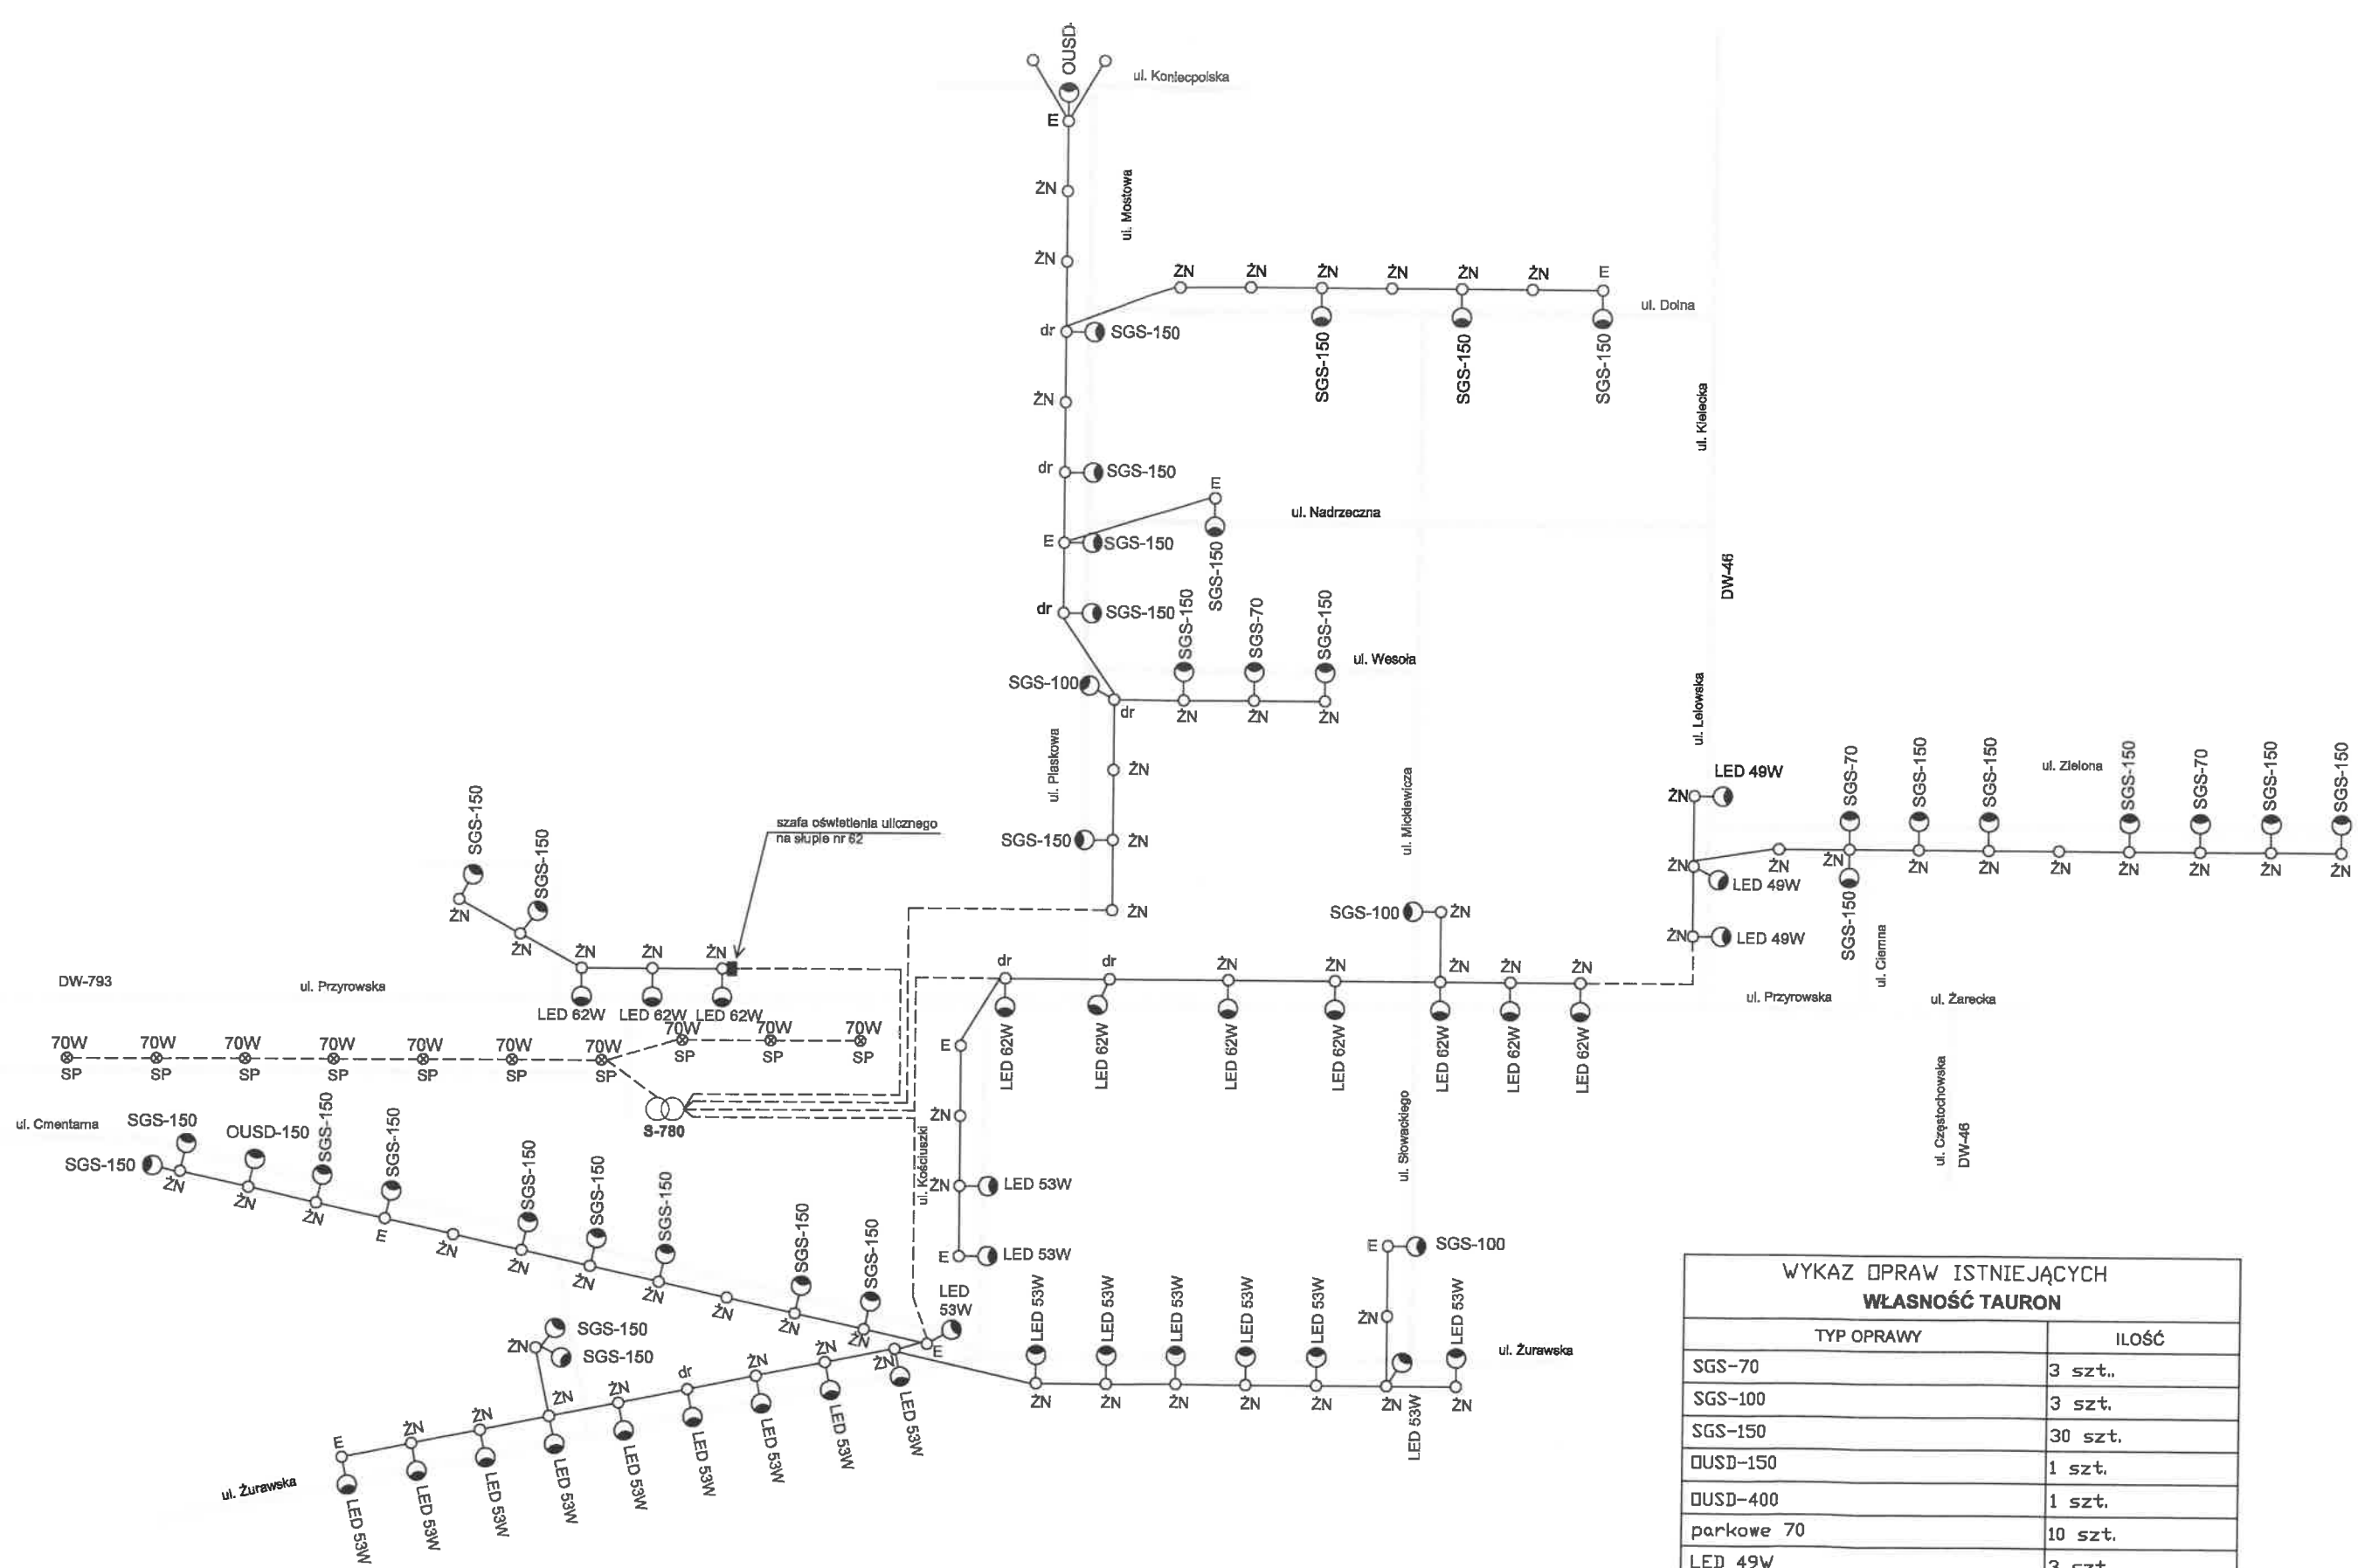 OUSD-
ul. Koniecpolska
E
ŻN
ul. Mostowa
ŻN
ŻN
ŻN
ŻN
ŻN
ŻN
ŻN
E
ul. Dolna
dr
SGS-150
SGS-150
SGS-150
SGS-150
ŻN
ul. Kielecka
dr
SGS-150
E
ul. Nadrzeczna
E
SGS-150
SGS-150
DW-46
dr
SGS-150
SGS-150
SGS-70
SGS-150
ul. Wesoła
SGS-100
dr
ŻN
ŻN
ŻN
ul. Lelowska
ul. Piaskowa
ŻN
ul. Mickiewicza
LED 49W
SGS-70
SGS-150
SGS-150
ul. Zielona
SGS-150
SGS-70
SGS-150
SGS-150
ŻN
SGS-150
SGS-150
szafa oświetlenia ulicznego
na słupie nr 62
SGS-150
ŻN
ŻN
LED 49W
ŻN
ŻN
ŻN
ŻN
ŻN
ŻN
ŻN
ŻN
ŻN
ŻN
ŻN
ŻN
SGS-100
ŻN
ŻN
LED 49W
SGS-150
ul. Ciemna
ŻN
ŻN
ŻN
DW-793
ul. Przyrowska
LED 62W
LED 62W
LED 62W
dr
dr
ŻN
ŻN
ŻN
ŻN
ŻN
ul. Przyrowska
ul. Żarecka
LED 62W
LED 62W
LED 62W
LED 62W
LED 62W
LED 62W
LED 62W
70W
70W
70W
70W
70W
70W
70W
70W
70W
70W
SP
SP
SP
SP
SP
SP
SP
SP
SP
SP
E
S-780
ŻN
ul. Kościuszki
ŻN
LED 53W
E
LED 53W
ul. Słowackiego
ul. Częstochowska
DW-46
ul. Cmentarna
SGS-150
SGS-150
OUSD-150
SGS-150
SGS-150
SGS-150
SGS-150
SGS-150
SGS-150
SGS-150
ŻN
ŻN
ŻN
E
ŻN
ŻN
ŻN
ŻN
ŻN
ŻN
ŻN
LED
53W
E
E
SGS-100
ŻN
LED 53W
LED 53W
LED 53W
LED 53W
LED 53W
LED 53W
LED 53W
ŻN
ŻN
ŻN
ŻN
ŻN
ŻN
ŻN
ul. Żurawska
ŻN
SGS-150
SGS-150
E
ŻN
ŻN
ŻN
ŻN
dr
ŻN
ŻN
ŻN
LED 53W
LED 53W
LED 53W
LED 53W
LED 53W
LED 53W
LED 53W
LED 53W
LED 53W
ul. Żurawska
WYKAZ OPRAW ISTNIEJĄCYCH
WŁASNOŚĆ TAURON
TYP OPRAWY ILOŚĆ
SGS-70 3 szt..
SGS-100 3 szt.
SGS-150 30 szt.
OUSD-150 1 szt.
OUSD-400 1 szt.
parkowe 70 10 szt.
LED 49W 3 szt.